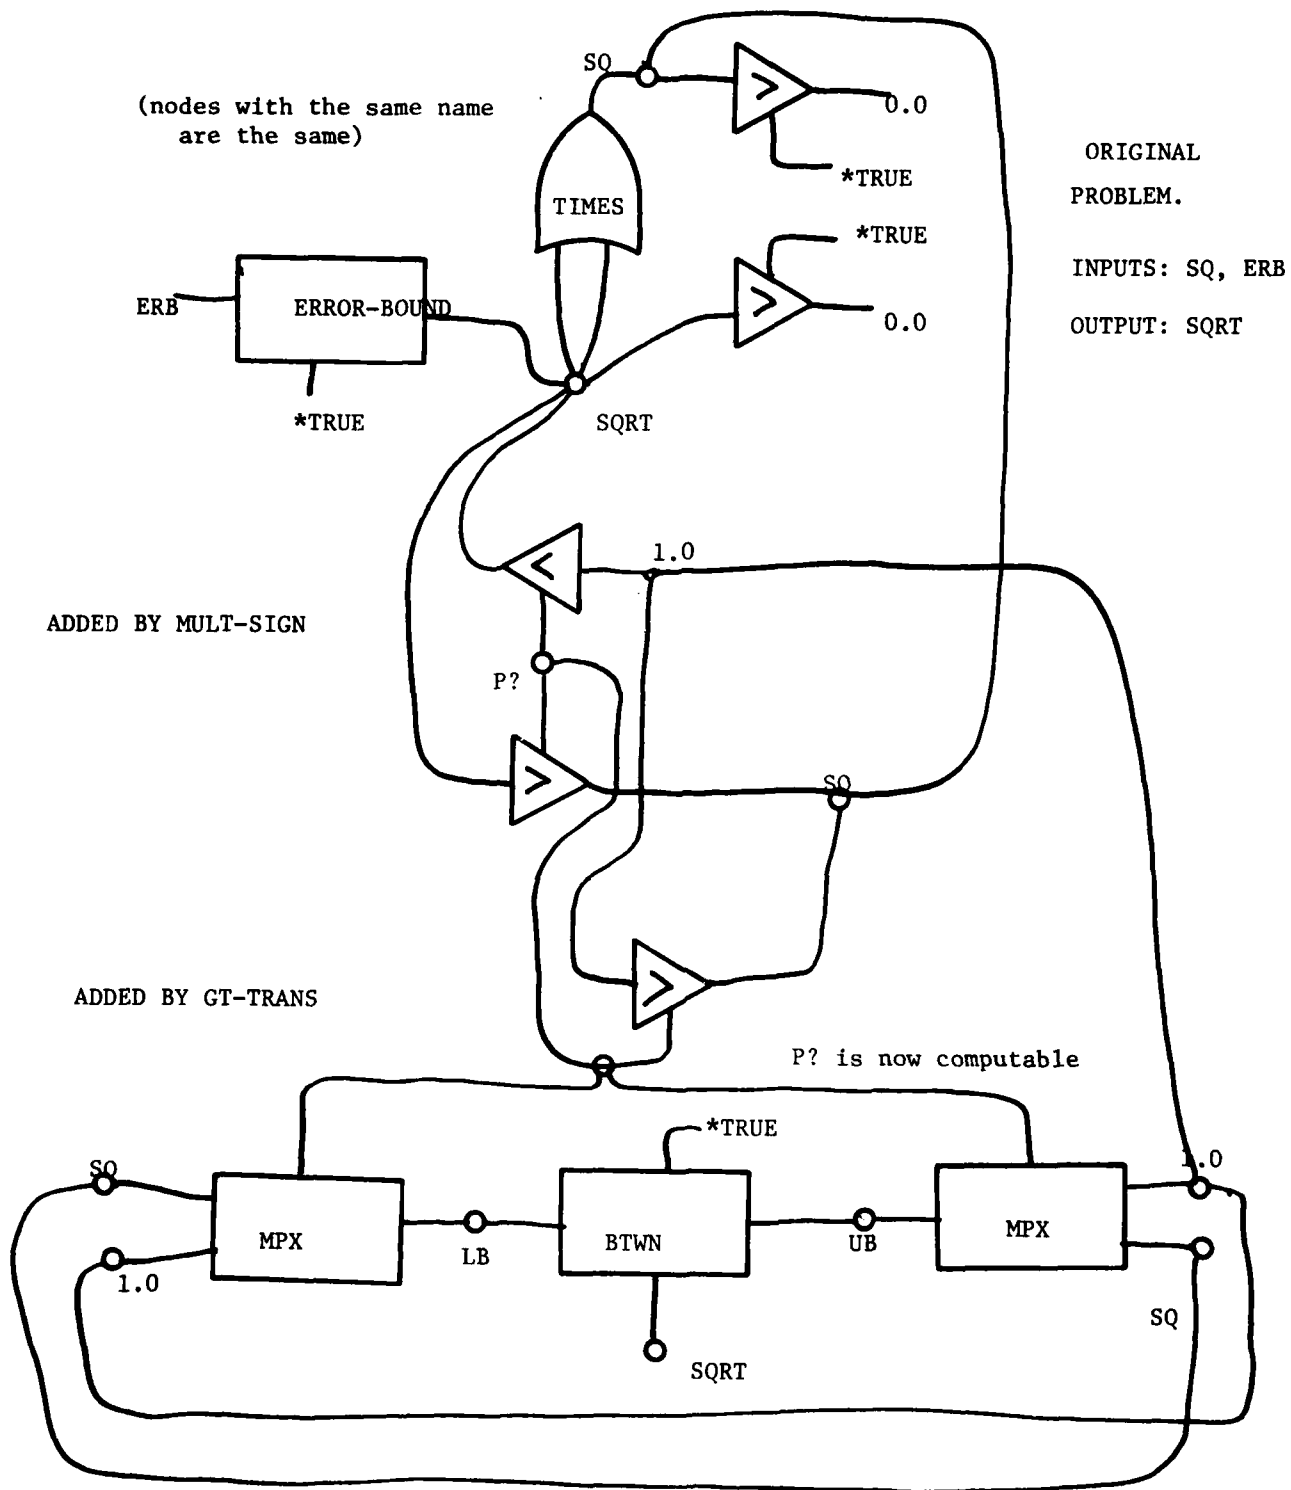 SQ
(nodes with the same name
are the same)
>
0.0
ORIGINAL
*TRUE
PROBLEM.
TIMES
*TRUE
INPUTS: SQ, ERB
ERB
ERROR-BOUND
>
0.0
OUTPUT: SQRT
*TRUE
SQRT
1.0
<
ADDED BY MULT-SIGN
P?
>
SQ
>
ADDED BY GT-TRANS
P? is now computable
*TRUE
SQ
1.0
MPX
LB
BTWN
UB
MPX
1.0
SQ
SQRT